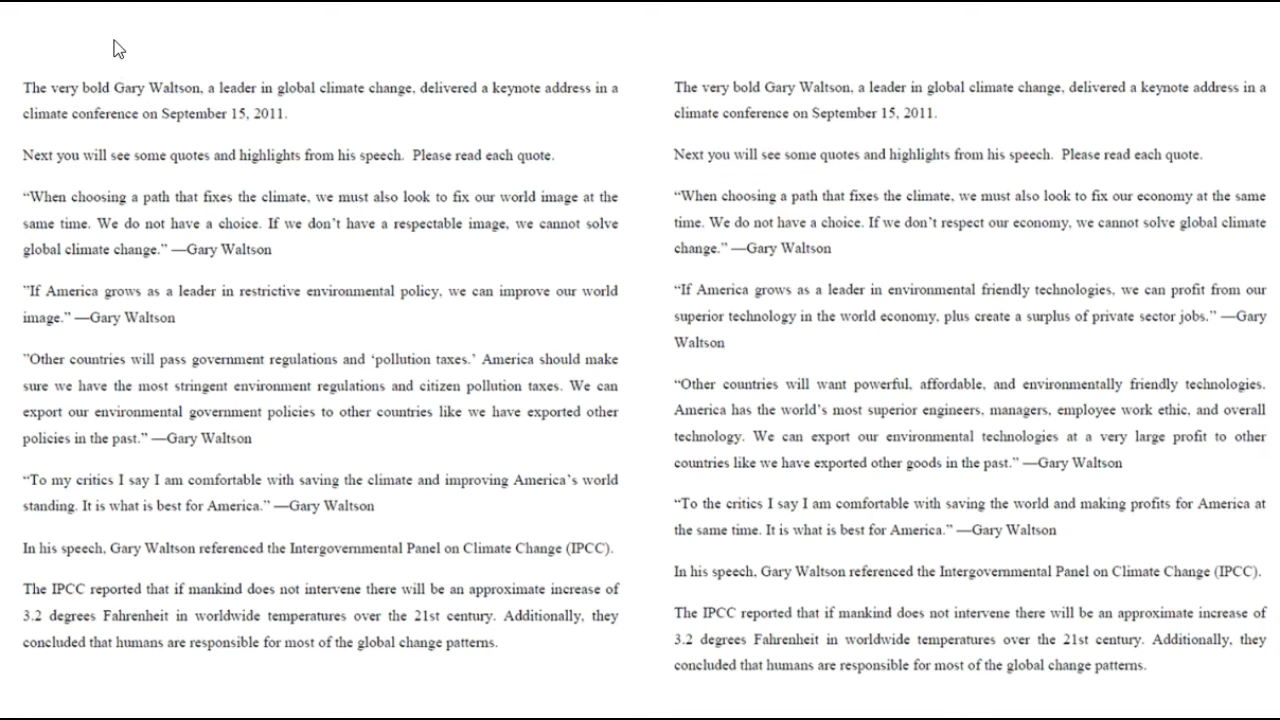 The very bold Gary Waltson, a leader in global climate change, delivered a keynote address in a
climate conference on September 15, 2011.
Next you will see some quotes and highlights from his speech.  Please read each quote.
“When choosing a path that fixes the climate, we must also look to fix our world image at the
same time. We do not have a choice. If we don’t have a respectable image, we cannot solve
global climate change.” —Gary Waltson
”If America grows as a leader in restrictive environmental policy, we can improve our world
image.” —Gary Waltson
”Other countries will pass government regulations and ‘pollution taxes.’ America should make
sure we have the most stringent environment regulations and citizen pollution taxes. We can
export our environmental government policies to other countries like we have exported other
policies in the past.” —Gary Waltson
“To my critics I say I am comfortable with saving the climate and improving America’s world
standing. It is what is best for America.” —Gary Waltson
In his speech, Gary Waltson referenced the Intergovernmental Panel on Climate Change (IPCC).
The IPCC reported that if mankind does not intervene there will be an approximate increase of
3.2 degrees Fahrenheit in worldwide temperatures over the 21st century. Additionally, they
concluded that humans are responsible for most of the global change patterns.
The very bold Gary Waltson, a leader in global climate change, delivered a keynote address in a
climate conference on September 15, 2011.
Next you will see some quotes and highlights from his speech.  Please read each quote.
“When choosing a path that fixes the climate, we must also look to fix our economy at the same
time. We do not have a choice. If we don’t respect our economy, we cannot solve global climate
change.” —Gary Waltson
“If America grows as a leader in environmental friendly technologies, we can profit from our
superior technology in the world economy, plus create a surplus of private sector jobs.” —Gary
Waltson
“Other countries will want powerful, affordable, and environmentally friendly technologies.
America has the world’s most superior engineers, managers, employee work ethic, and overall
technology. We can export our environmental technologies at a very large profit to other
countries like we have exported other goods in the past.” —Gary Waltson
“To the critics I say I am comfortable with saving the world and making profits for America at
the same time. It is what is best for America.” —Gary Waltson
In his speech, Gary Waltson referenced the Intergovernmental Panel on Climate Change (IPCC).
The IPCC reported that if mankind does not intervene there will be an approximate increase of
3.2 degrees Fahrenheit in worldwide temperatures over the 21st century. Additionally, they
concluded that humans are responsible for most of the global change patterns.